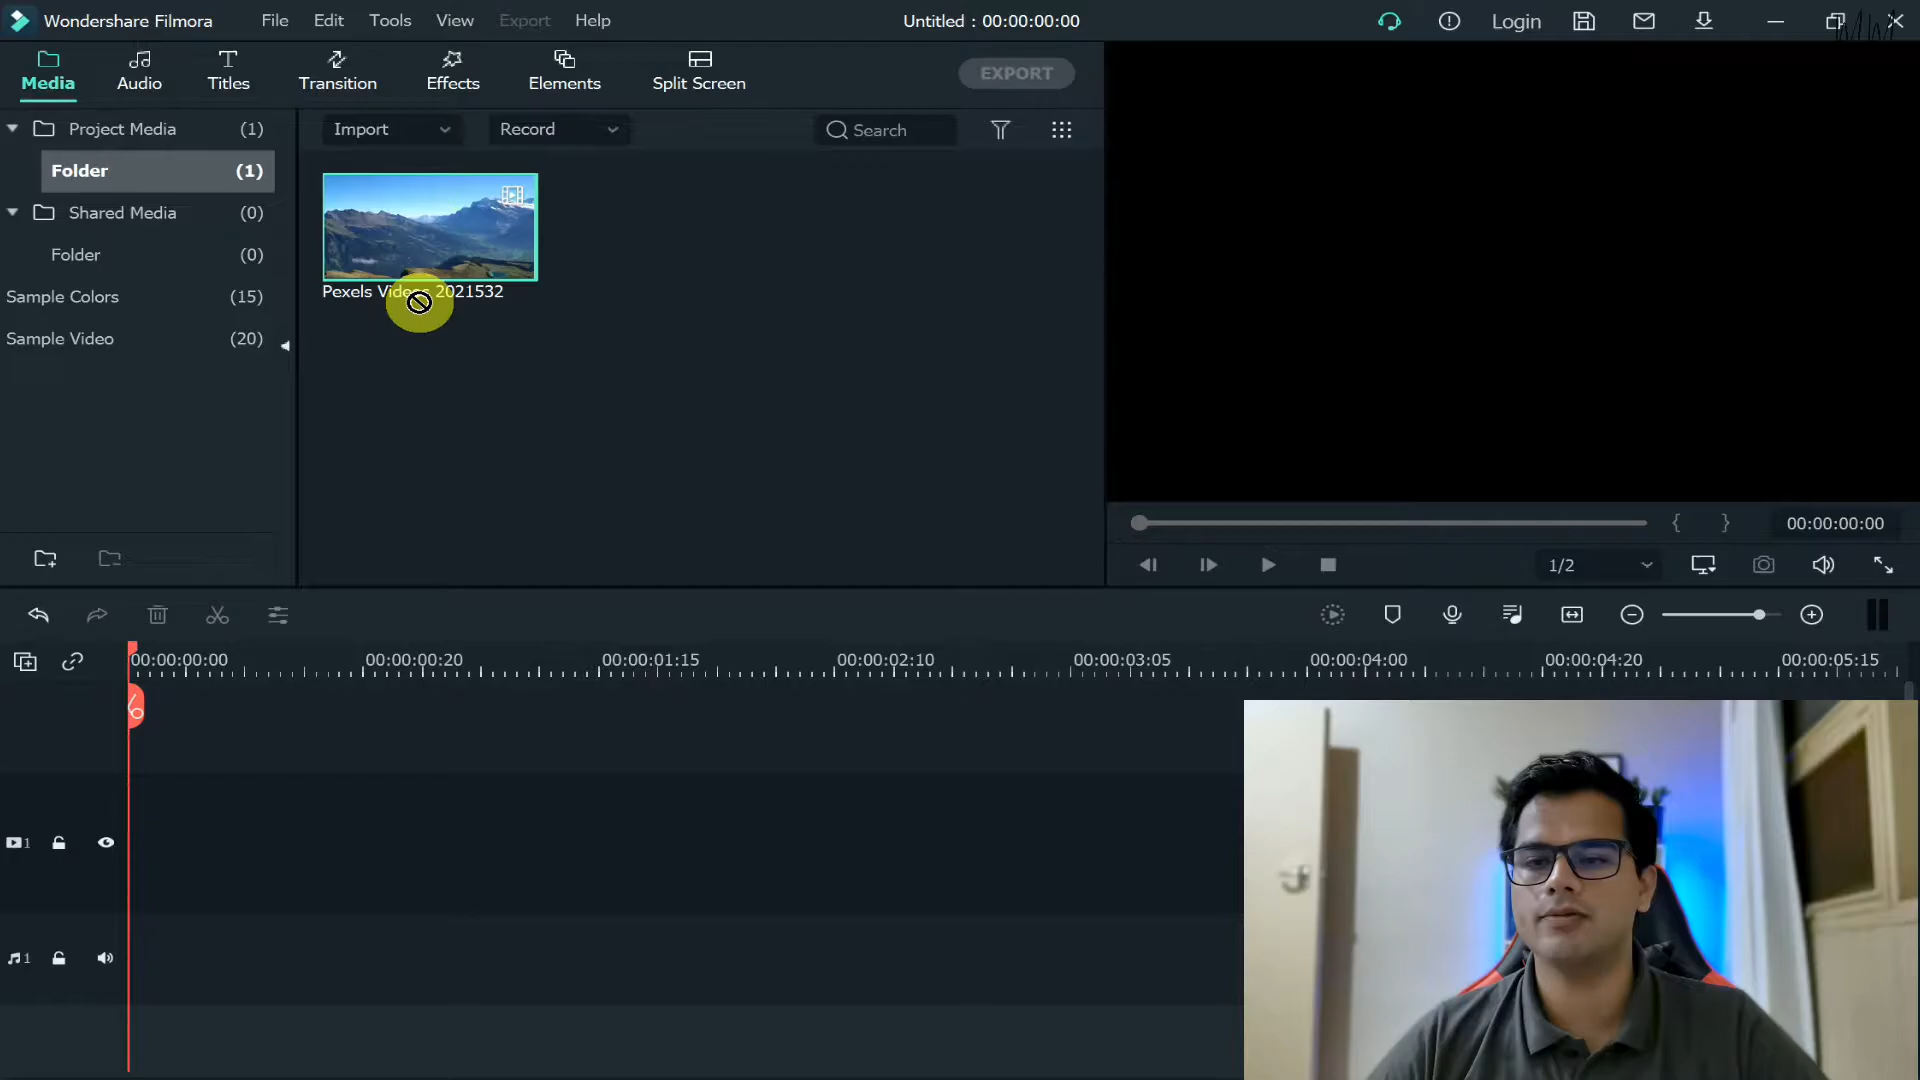 Wondershare Filmora File Edit Tools View Export Help Untitled : 00:00:00:00 Login
Media Audio Titles Transition Effects Elements Split Screen EXPORT
Project Media (1) Import Record Search
Folder (1)
Shared Media (0)
Folder (0)
Pexels Videos 2021532
Sample Colors (15)
Sample Video (20)
{ } 00:00:00:00
1/2
00:00:00:00 00:00:00:20 00:00:01:15 00:00:02:10 00:00:03:05 00:00:04:00 00:00:04:20 00:00:05:15
1
1